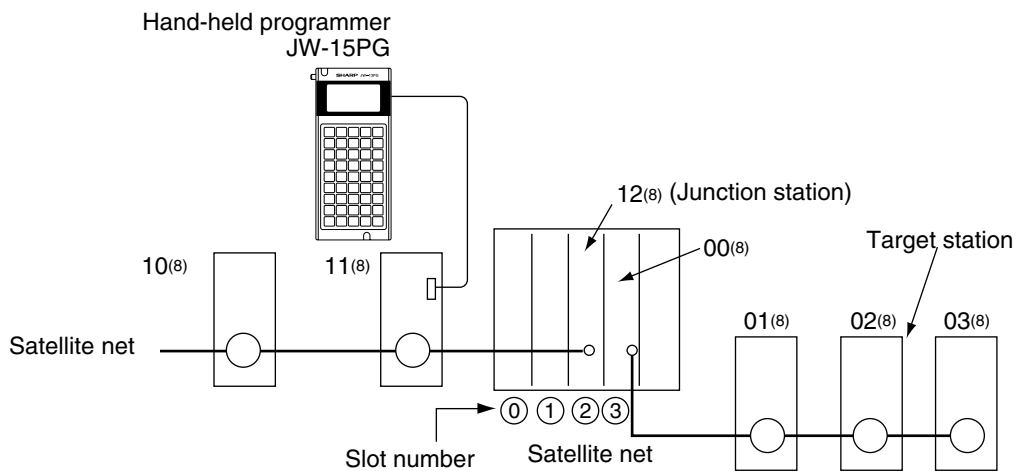 Hand-held programmer
JW-15PG
SHARP
12(8) (Junction station)
00(8)
Target station
10(8)
11(8)
01(8)
02(8)
03(8)
Satellite net
0
1
2
3
Slot number
Satellite net